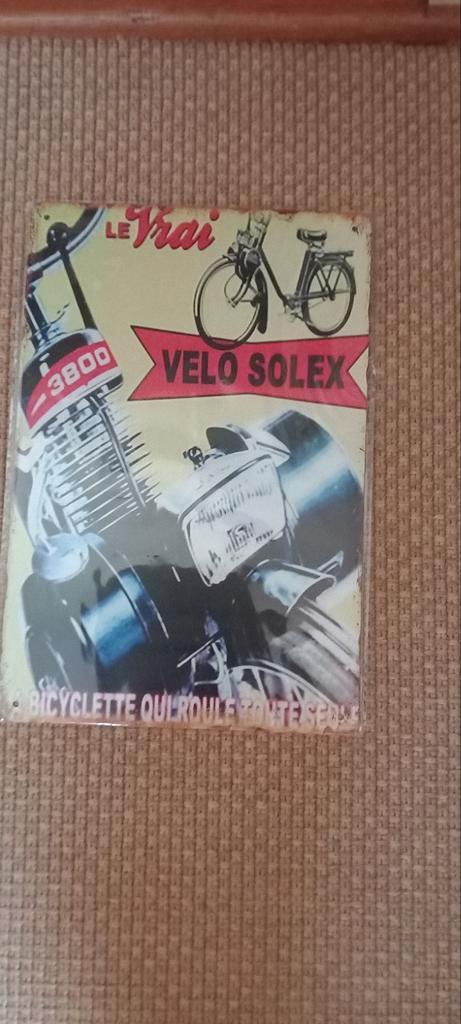 LE Vrai
VELO SOLEX
3800
BICYCLETTE QUI ROULE TOUTE SEULE